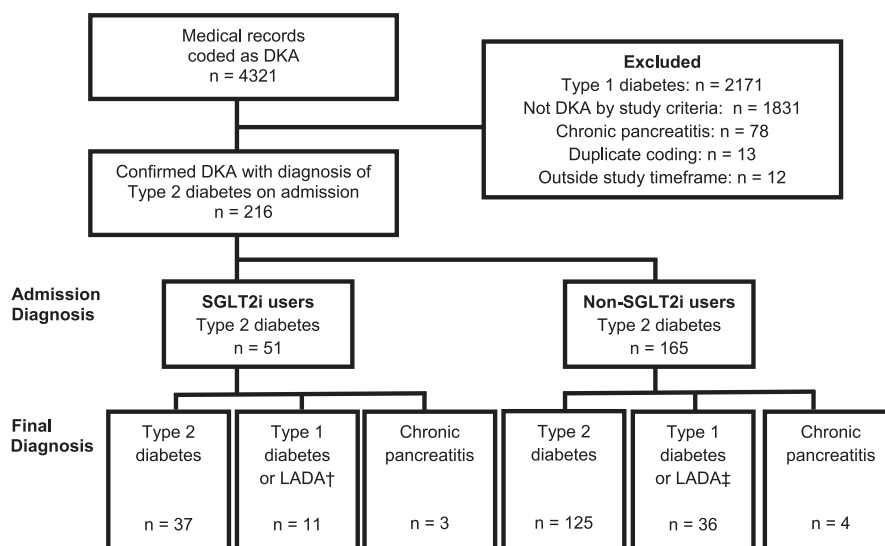 Medical records
coded as DKA
n = 4321
Excluded
Type 1 diabetes: n = 2171
Not DKA by study criteria: n = 1831
Chronic pancreatitis: n = 78
Duplicate coding: n = 13
Outside study timeframe: n = 12
Confirmed DKA with diagnosis of
Type 2 diabetes on admission
n = 216
Admission
Diagnosis
SGLT2i users
Type 2 diabetes
n = 51
Non-SGLT2i users
Type 2 diabetes
n = 165
Final
Diagnosis
Type 2
diabetes
n = 37
Type 1
diabetes
or LADA†
n = 11
Chronic
pancreatitis
n = 3
Type 2
diabetes
n = 125
Type 1
diabetes
or LADA‡
n = 36
Chronic
pancreatitis
n = 4